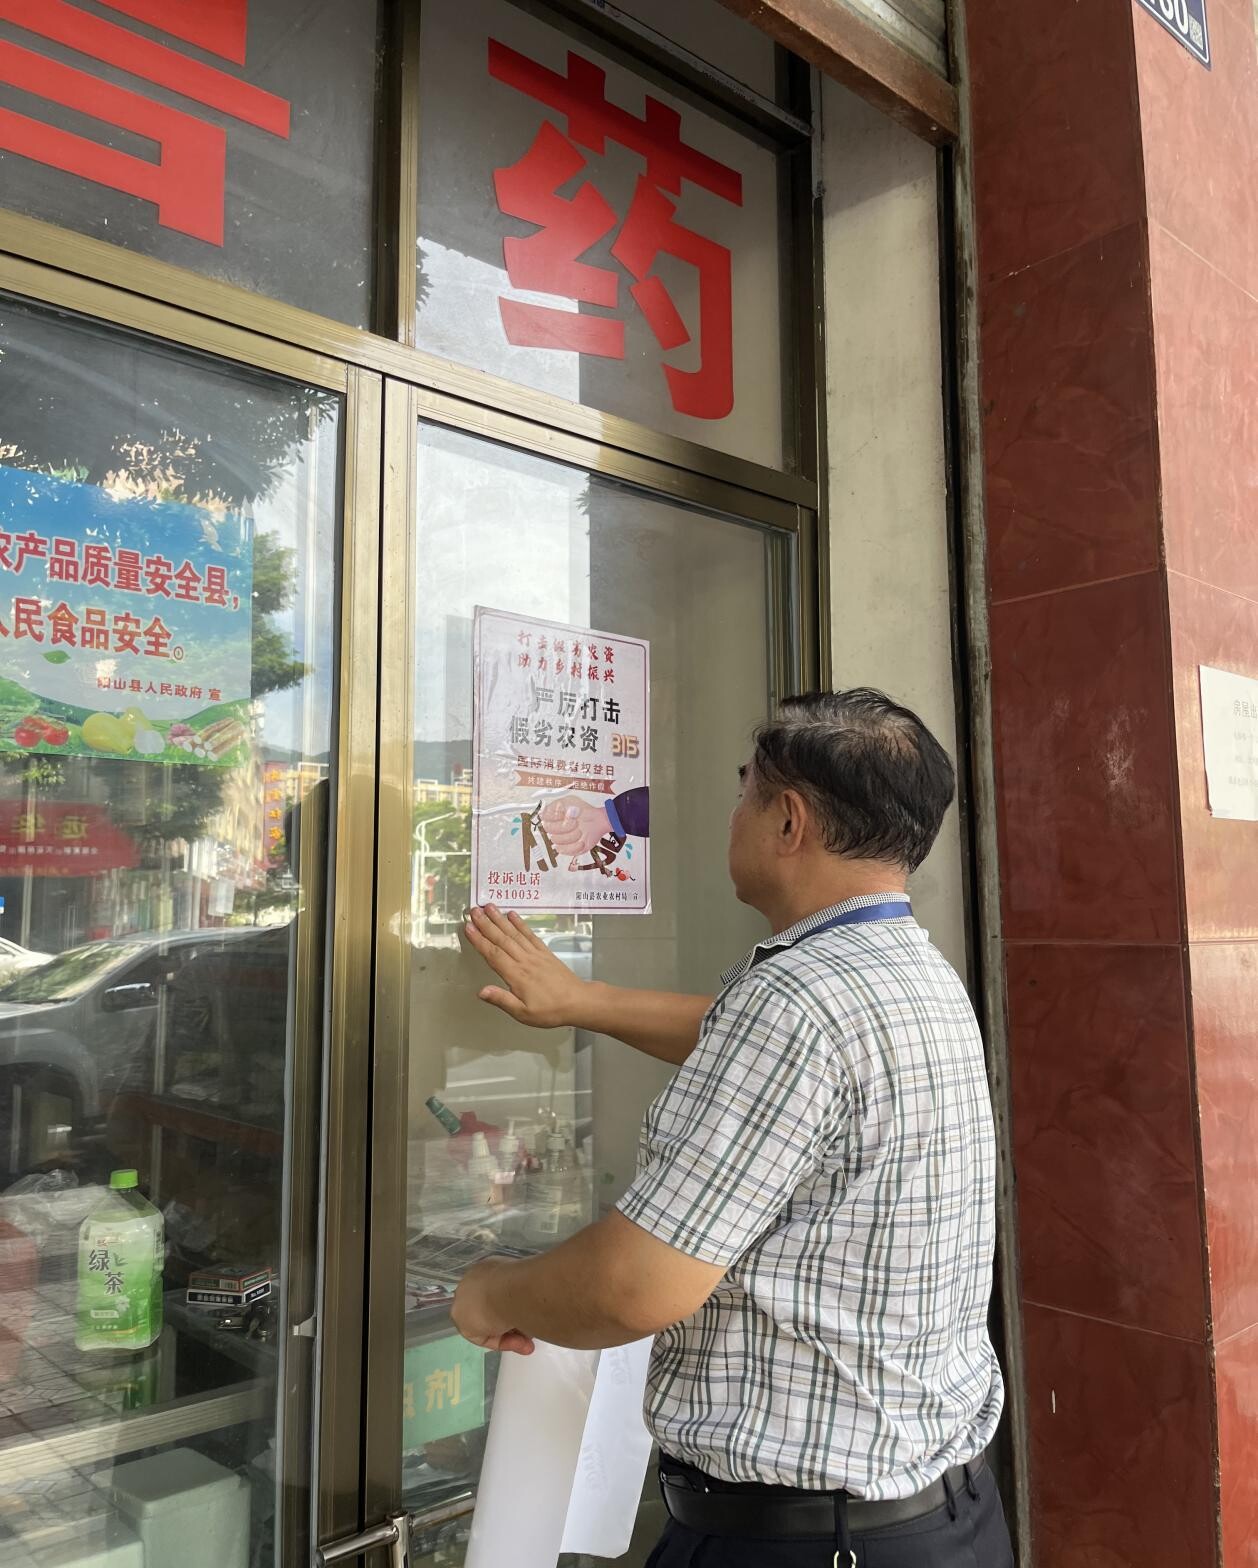 药
农产品质量安全县,
人民食品安全。
山县人民政府 宣
打击假劣农资
助力乡村振兴
严厉打击
假劣农资 315
国际消费者权益日
投诉电话
7810032
绿
茶
剂